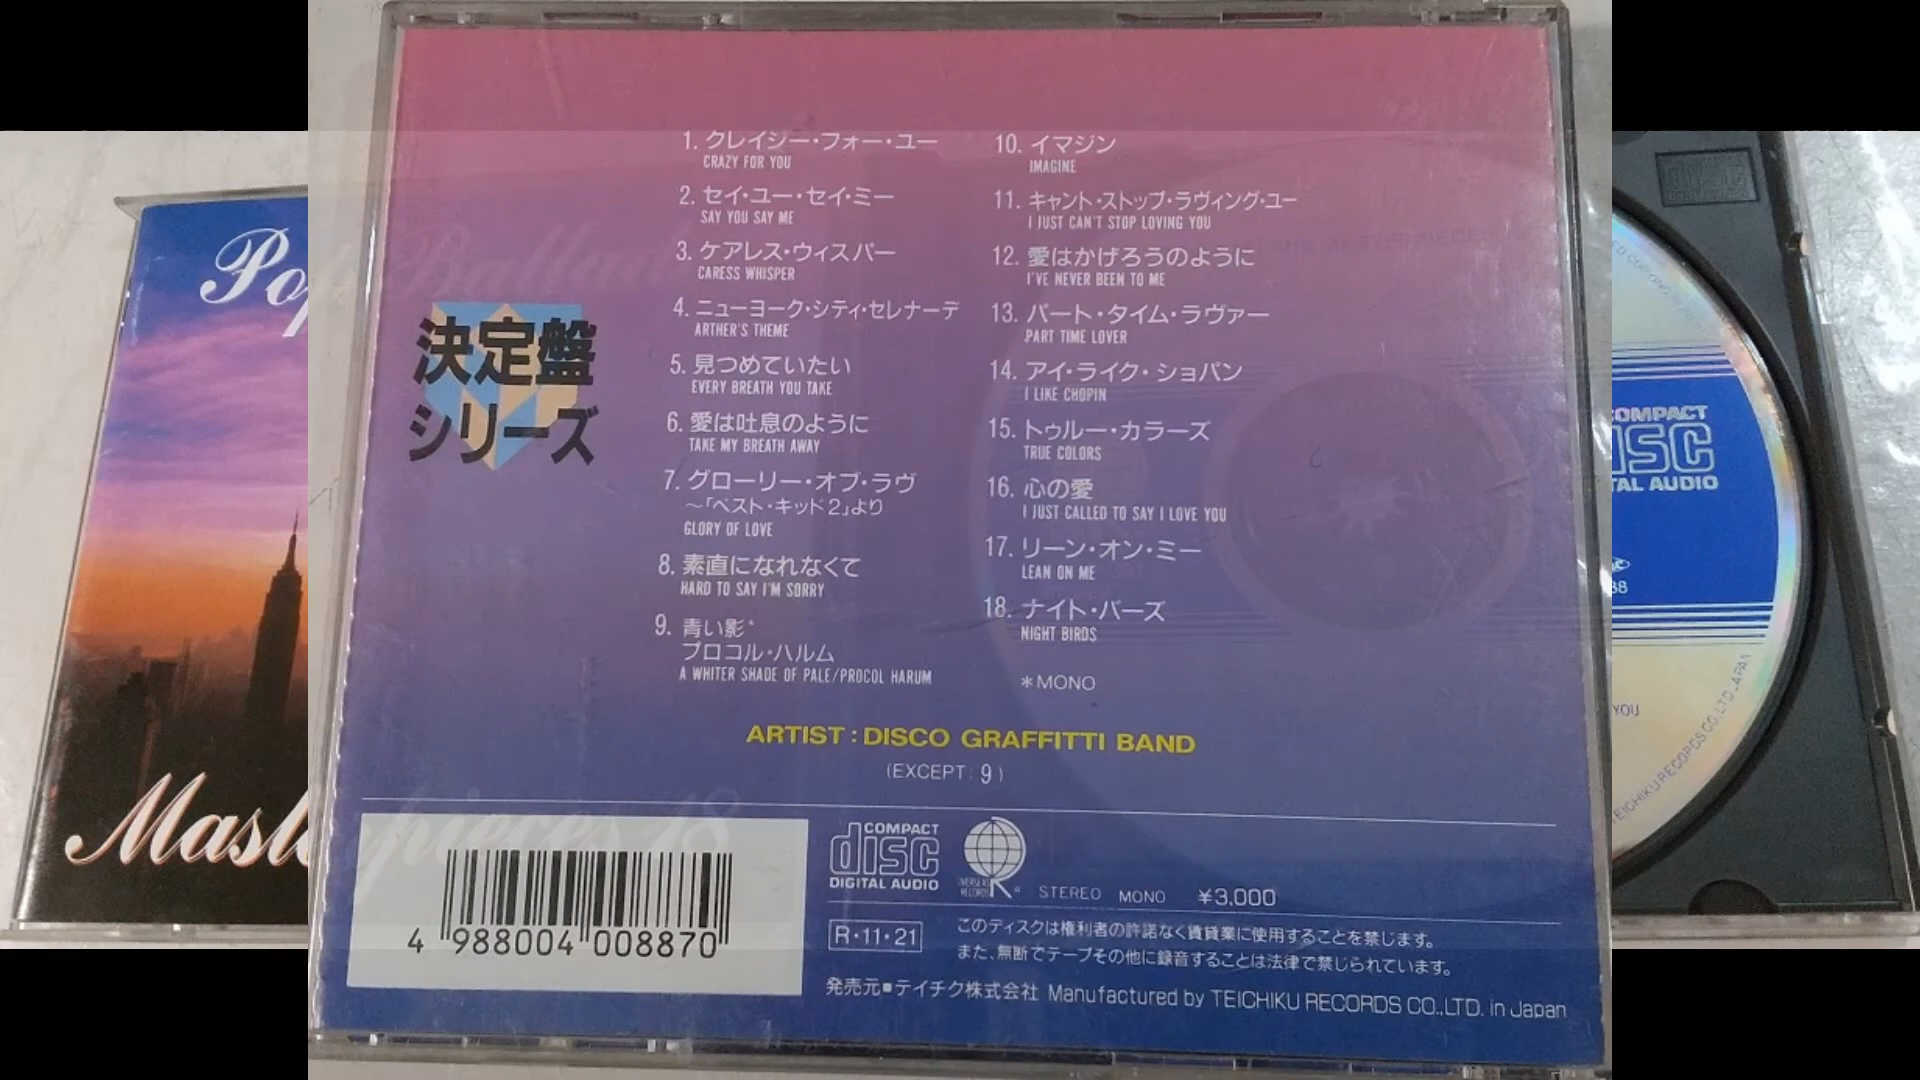 Pop Ballad
Masterpieces 18
決定盤
シリーズ
1. クレイジー・フォー・ユー
CRAZY FOR YOU
2. セイ・ユー・セイ・ミー
SAY YOU SAY ME
3. ケアレス・ウィスパー
CARESS WHISPER
4. ニューヨーク・シティ・セレナーデ
ARTHER'S THEME
5. 見つめていたい
EVERY BREATH YOU TAKE
6. 愛は吐息のように
TAKE MY BREATH AWAY
7. グローリー・オブ・ラヴ
～「ベスト・キッド2」より
GLORY OF LOVE
8. 素直になれなくて
HARD TO SAY I'M SORRY
9. 青い影*
プロコル・ハルム
A WHITER SHADE OF PALE/PROCOL HARUM
10. イマジン
IMAGINE
11. キャント・ストップ・ラヴィング・ユー
I JUST CAN'T STOP LOVING YOU
12. 愛はかげろうのように
I'VE NEVER BEEN TO ME
13. パート・タイム・ラヴァー
PART TIME LOVER
14. アイ・ライク・ショパン
I LIKE CHOPIN
15. トゥルー・カラーズ
TRUE COLORS
16. 心の愛
I JUST CALLED TO SAY I LOVE YOU
17. リーン・オン・ミー
LEAN ON ME
18. ナイト・バーズ
NIGHT BIRDS
*MONO
ARTIST:DISCO GRAFFITTI BAND
(EXCEPT: 9)
4 988004 008870
COMPACT
disc
DIGITAL AUDIO
OVERSEAS
RECORDS
STEREO MONO ¥3,000
R・11・21
このディスクは権利者の許諾なく賃貸業に使用することを禁じます。
また、無断でテープその他に録音することは法律で禁じられています。
発売元■テイチク株式会社 Manufactured by TEICHIKU RECORDS CO.,LTD. in Japan
COMPACT
DISC
TAL AUDIO
88
YOU
TEICHIKU RECORDS CO.,LTD. JAPAN